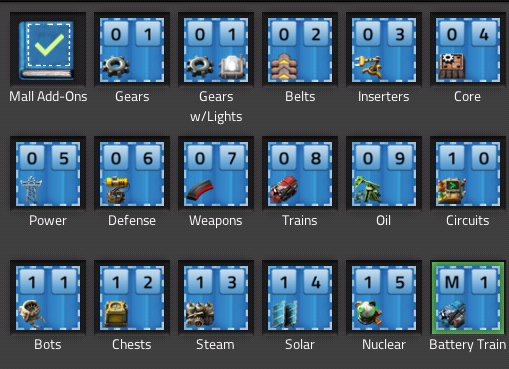 0 1 0 1 0 2 0 3 0 4
Mall Add-Ons Gears Gears Belts Inserters Core
w/Lights
0 5 0 6 0 7 0 8 0 9 1 0
Power Defense Weapons Trains Oil Circuits
1 1 1 2 1 3 1 4 1 5 M 1
Bots Chests Steam Solar Nuclear Battery Train